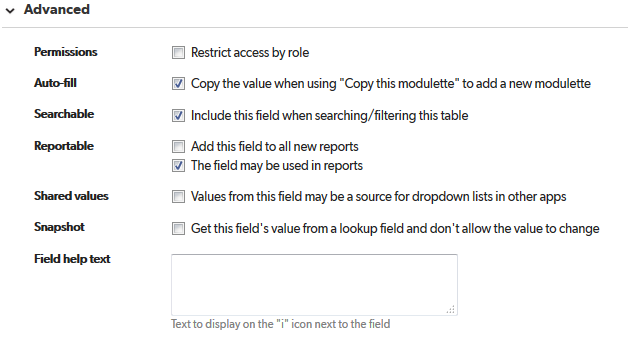 Advanced
Permissions Restrict access by role
Auto-fill Copy the value when using "Copy this modulette" to add a new modulette
Searchable Include this field when searching/filtering this table
Reportable Add this field to all new reports
The field may be used in reports
Shared values Values from this field may be a source for dropdown lists in other apps
Snapshot Get this field's value from a lookup field and don't allow the value to change
Field help text
Text to display on the "i" icon next to the field